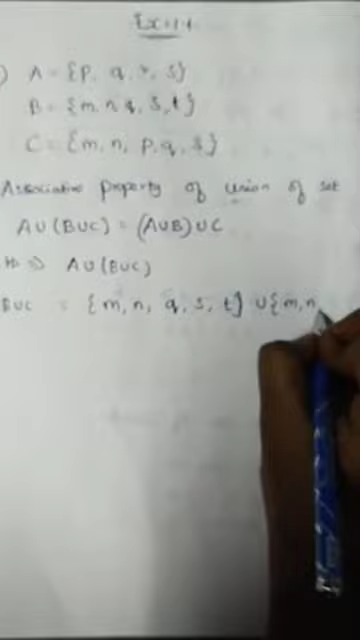 Ex 1.4
) A = {p, q, r, s}
B = {m, n, q, s, t}
C = {m, n, p, q, s}
Associative property of union of set
A∪(B∪C) = (A∪B)∪C
⇒ A∪(B∪C)
B∪C = {m, n, q, s, t} ∪ {m, n